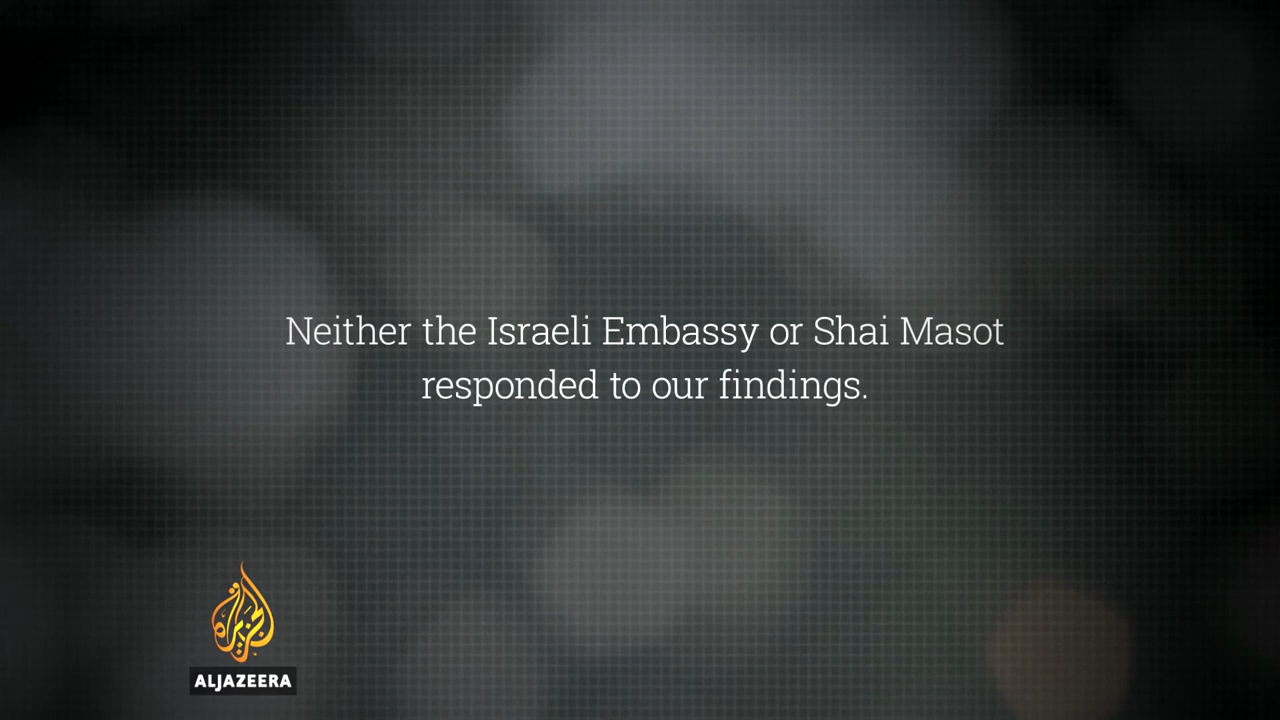 Neither the Israeli Embassy or Shai Masot
responded to our findings.
الجزيرة
ALJAZEERA